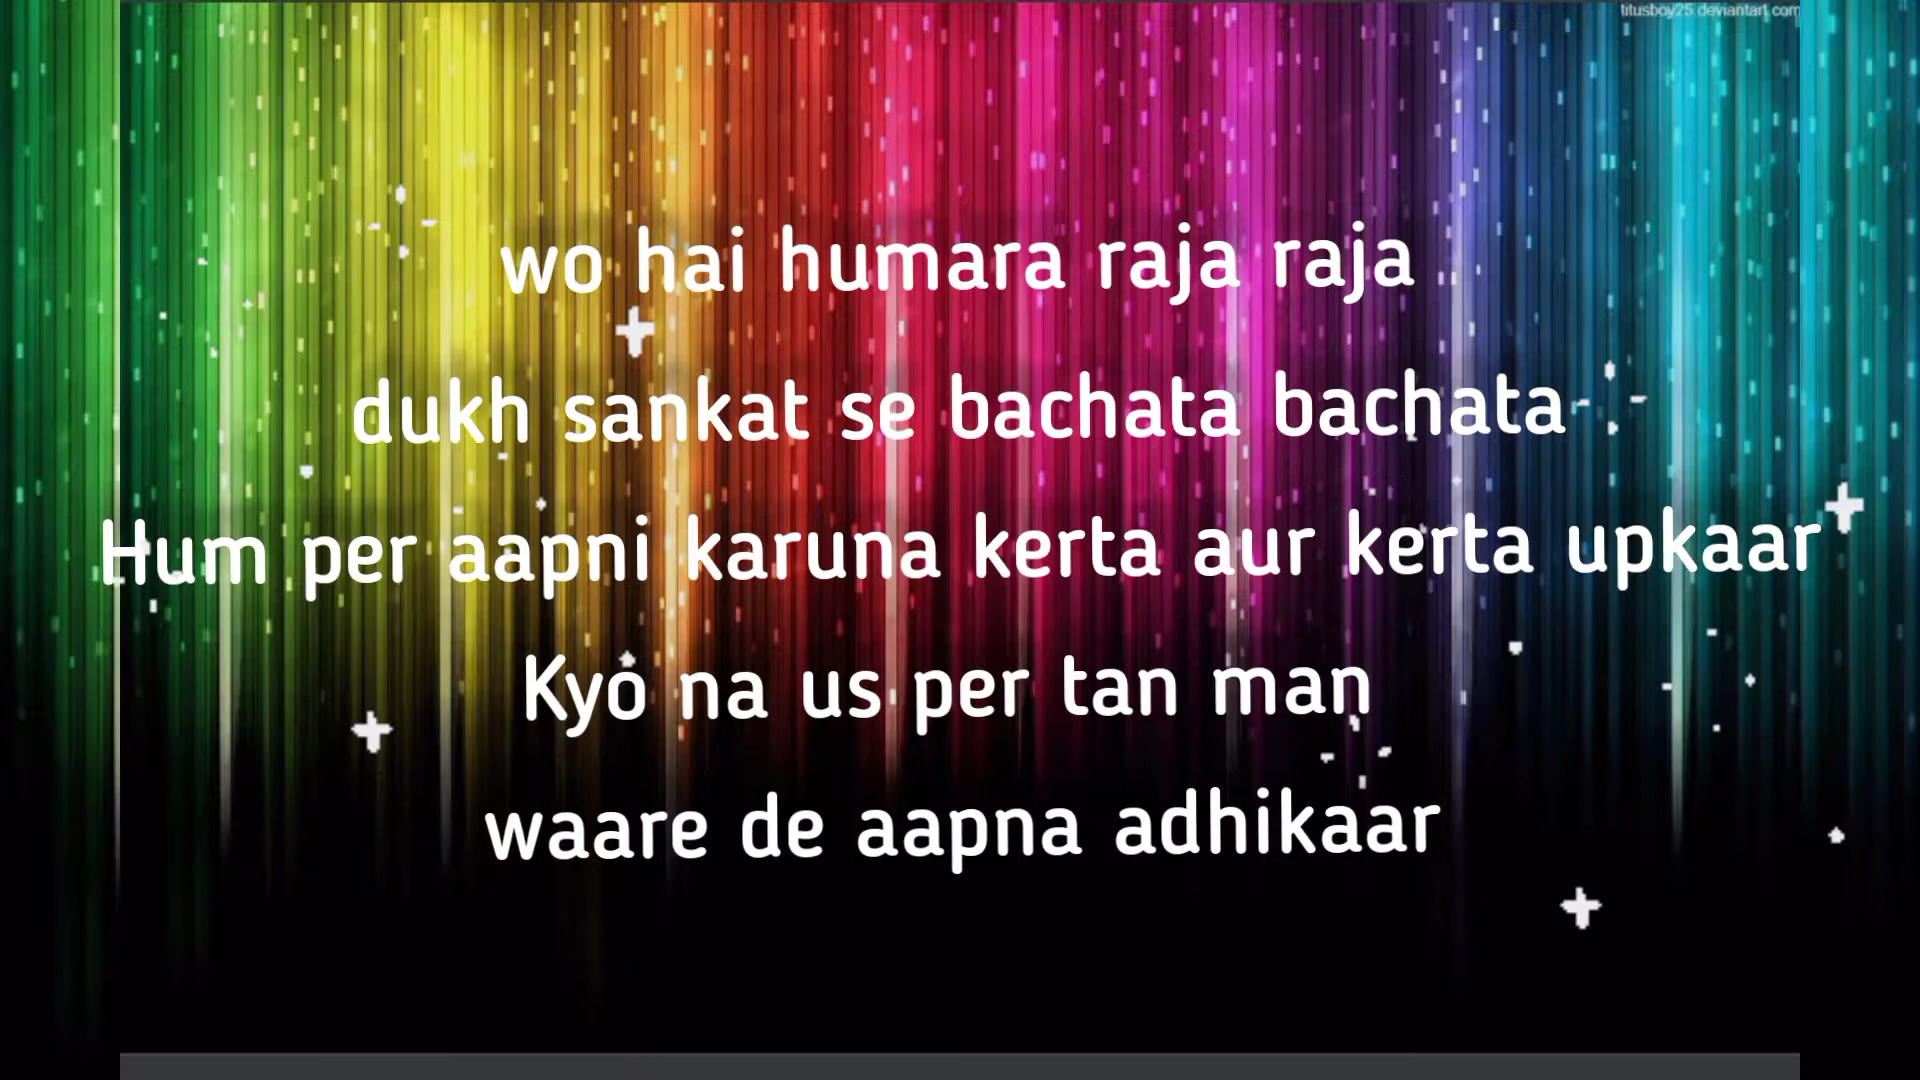 titusboy25.deviantart.com
wo hai humara raja raja
dukh sankat se bachata bachata
Hum per aapni karuna kerta aur kerta upkaar
Kyo na us per tan man
waare de aapna adhikaar